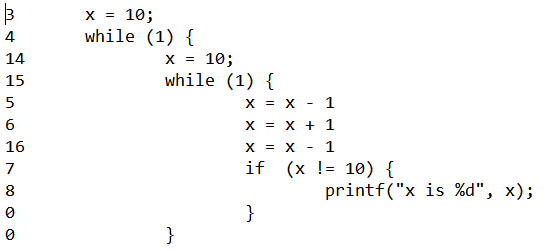 3 x = 10;
4 while (1) {
14 x = 10;
15 while (1) {
5 x = x - 1
6 x = x + 1
16 x = x - 1
7 if (x != 10) {
8 printf("x is %d", x);
0 }
0 }